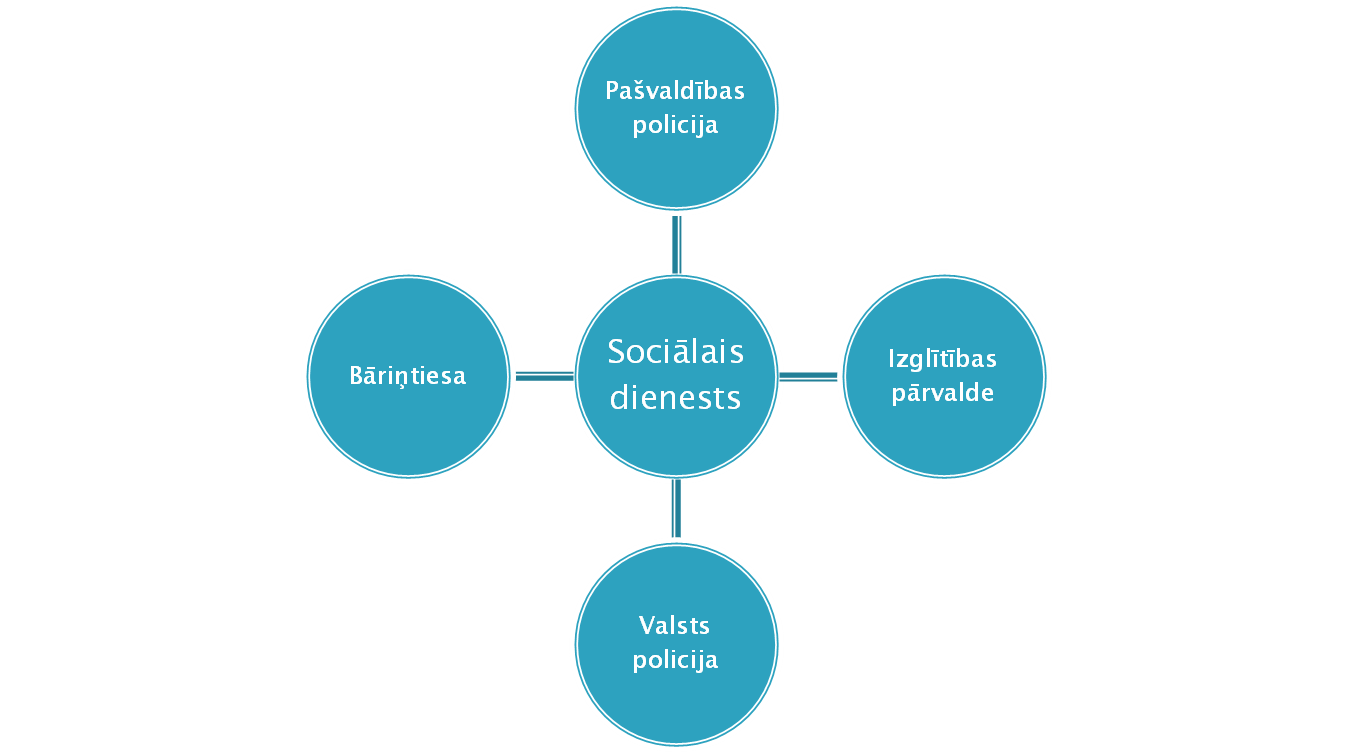 Pašvaldības
policija
Bāriņtiesa
Sociālais
dienests
Izglītības
pārvalde
Valsts
policija